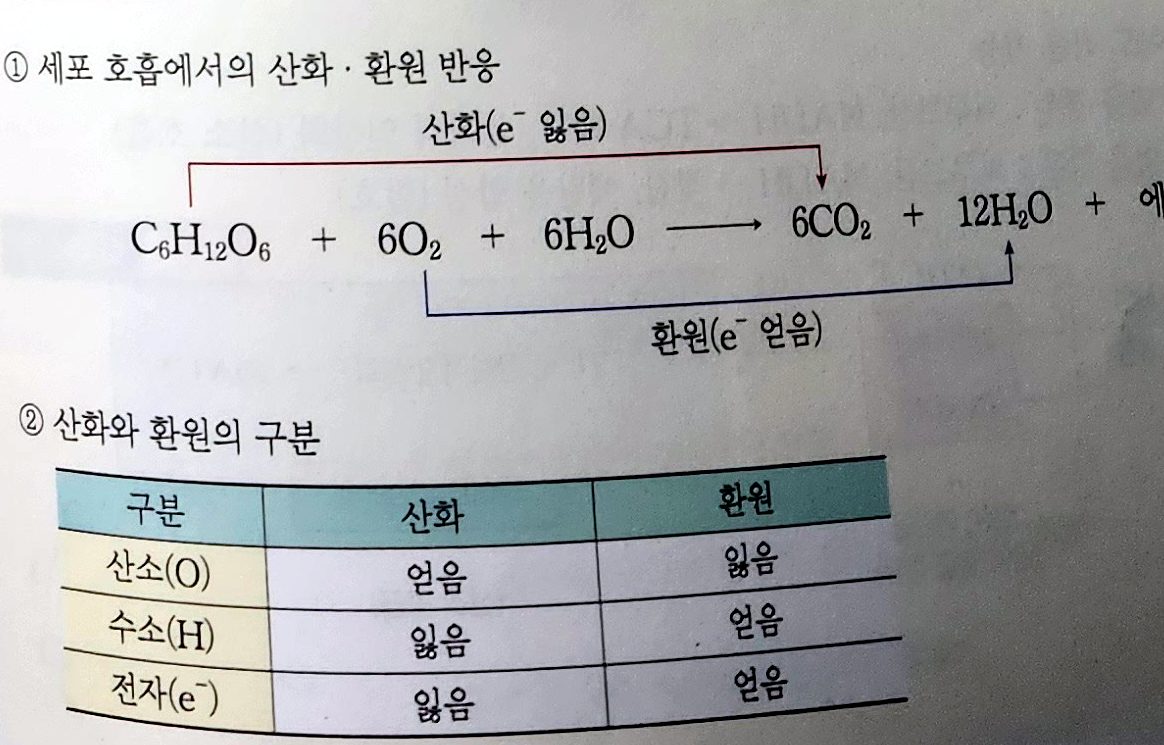 ① 세포 호흡에서의 산화 · 환원 반응
산화(e⁻ 잃음)
C₆H₁₂O₆ + 6O₂ + 6H₂O ⟶ 6CO₂ + 12H₂O + 에
환원(e⁻ 얻음)
② 산화와 환원의 구분
구분 산화 환원
산소(O) 얻음 잃음
수소(H) 잃음 얻음
전자(e⁻) 잃음 얻음